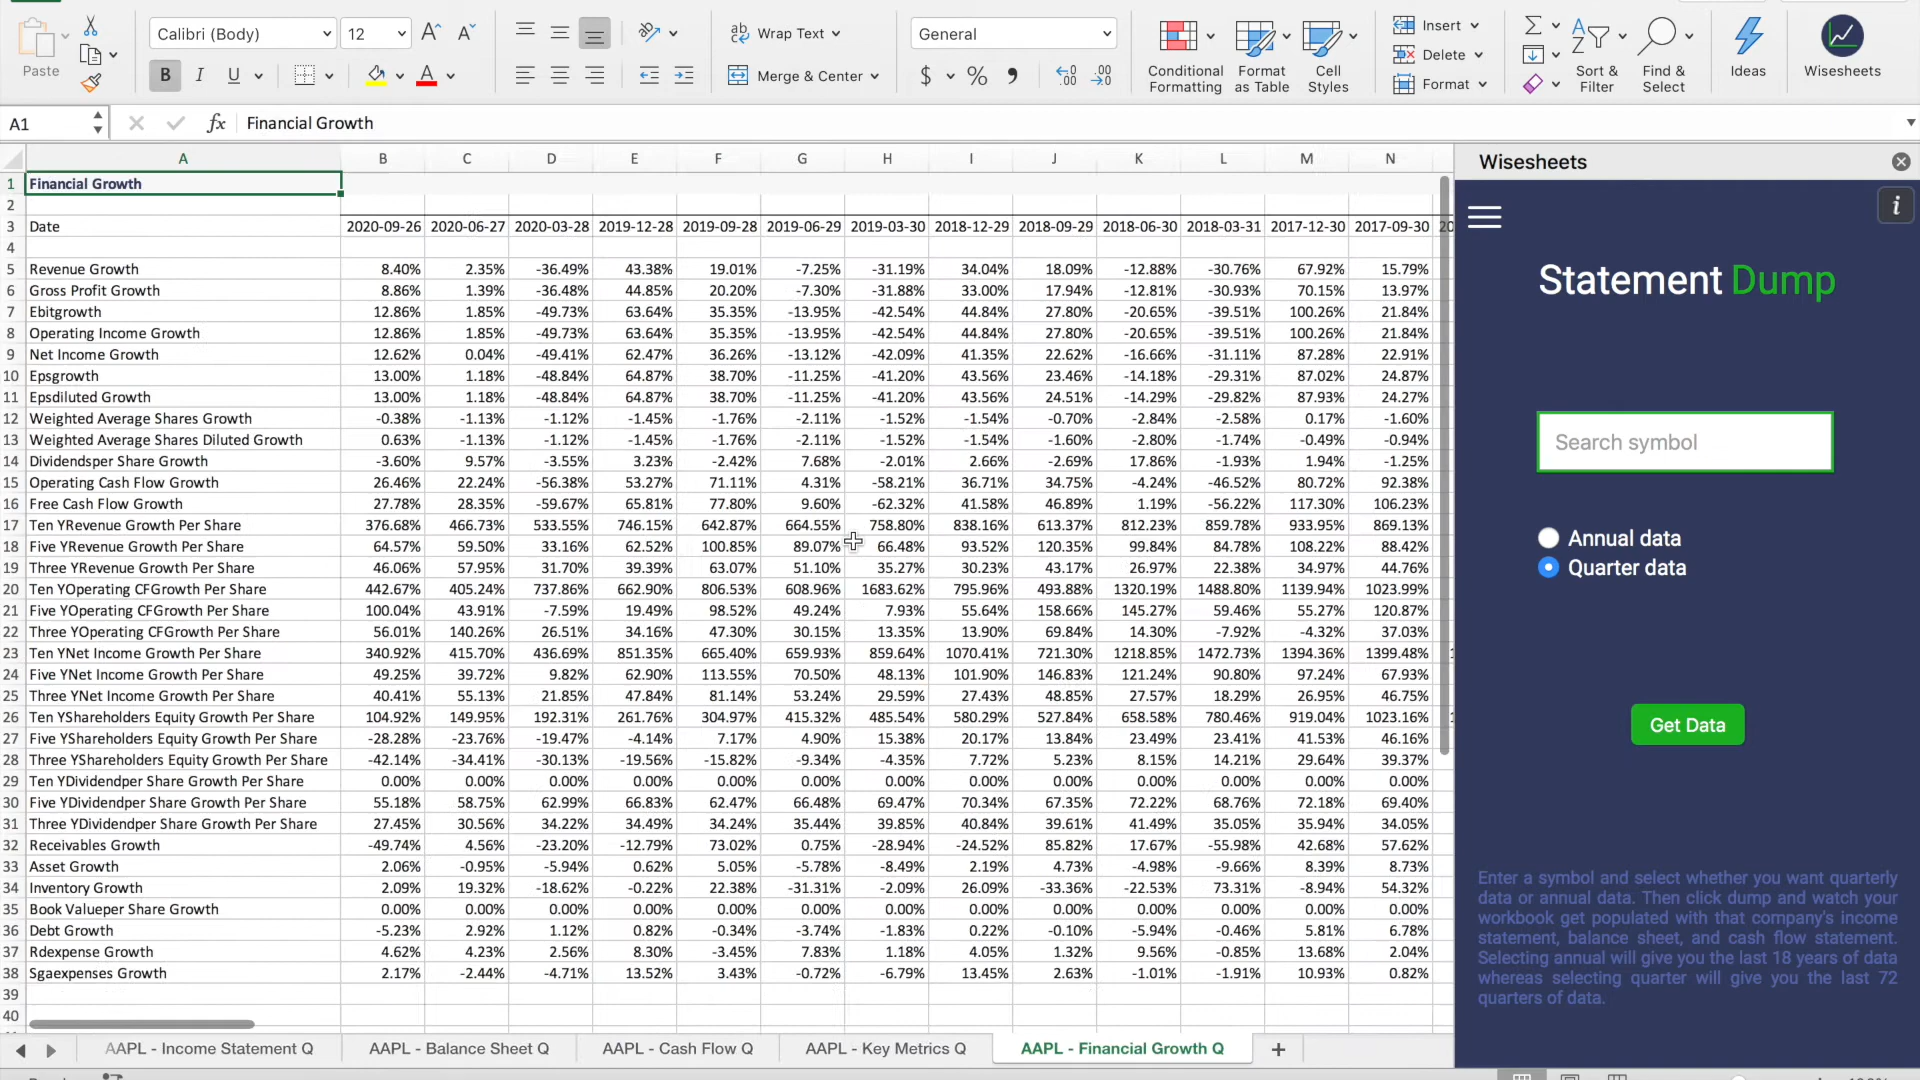 Calibri (Body) 12 Wrap Text General Insert
Paste B I U Merge & Center $ % Conditional Formatting Format as Table Cell Styles Delete Format Sort & Filter Find & Select Ideas Wisesheets
A1 fx Financial Growth
A B C D E F G H I J K L M N
1 Financial Growth
2
3 Date 2020-09-26 2020-06-27 2020-03-28 2019-12-28 2019-09-28 2019-06-29 2019-03-30 2018-12-29 2018-09-29 2018-06-30 2018-03-31 2017-12-30 2017-09-30 20
4
5 Revenue Growth 8.40% 2.35% -36.49% 43.38% 19.01% -7.25% -31.19% 34.04% 18.09% -12.88% -30.76% 67.92% 15.79%
6 Gross Profit Growth 8.86% 1.39% -36.48% 44.85% 20.20% -7.30% -31.88% 33.00% 17.94% -12.81% -30.93% 70.15% 13.97%
7 Ebitgrowth 12.86% 1.85% -49.73% 63.64% 35.35% -13.95% -42.54% 44.84% 27.80% -20.65% -39.51% 100.26% 21.84%
8 Operating Income Growth 12.86% 1.85% -49.73% 63.64% 35.35% -13.95% -42.54% 44.84% 27.80% -20.65% -39.51% 100.26% 21.84%
9 Net Income Growth 12.62% 0.04% -49.41% 62.47% 36.26% -13.12% -42.09% 41.35% 22.62% -16.66% -31.11% 87.28% 22.91%
10 Epsgrowth 13.00% 1.18% -48.84% 64.87% 38.70% -11.25% -41.20% 43.56% 23.46% -14.18% -29.31% 87.02% 24.87%
11 Epsdiluted Growth 13.00% 1.18% -48.84% 64.87% 38.70% -11.25% -41.20% 43.56% 24.51% -14.29% -29.82% 87.93% 24.27%
12 Weighted Average Shares Growth -0.38% -1.13% -1.12% -1.45% -1.76% -2.11% -1.52% -1.54% -0.70% -2.84% -2.58% 0.17% -1.60%
13 Weighted Average Shares Diluted Growth 0.63% -1.13% -1.12% -1.45% -1.76% -2.11% -1.52% -1.54% -1.60% -2.80% -1.74% -0.49% -0.94%
14 Dividendsper Share Growth -3.60% 9.57% -3.55% 3.23% -2.42% 7.68% -2.01% 2.66% -2.69% 17.86% -1.93% 1.94% -1.25%
15 Operating Cash Flow Growth 26.46% 22.24% -56.38% 53.27% 71.11% 4.31% -58.21% 36.71% 34.75% -4.24% -46.52% 80.72% 92.38%
16 Free Cash Flow Growth 27.78% 28.35% -59.67% 65.81% 77.80% 9.60% -62.32% 41.58% 46.89% 1.19% -56.22% 117.30% 106.23%
17 Ten YRevenue Growth Per Share 376.68% 466.73% 533.55% 746.15% 642.87% 664.55% 758.80% 838.16% 613.37% 812.23% 859.78% 933.95% 869.13%
18 Five YRevenue Growth Per Share 64.57% 59.50% 33.16% 62.52% 100.85% 89.07% 66.48% 93.52% 120.35% 99.84% 84.78% 108.22% 88.42%
19 Three YRevenue Growth Per Share 46.06% 57.95% 31.70% 39.39% 63.07% 51.10% 35.27% 30.23% 43.17% 26.97% 22.38% 34.97% 44.76%
20 Ten YOperating CFGrowth Per Share 442.67% 405.24% 737.86% 662.90% 806.53% 608.96% 1683.62% 795.96% 493.88% 1320.19% 1488.80% 1139.94% 1023.99%
21 Five YOperating CFGrowth Per Share 100.04% 43.91% -7.59% 19.49% 98.52% 49.24% 7.93% 55.64% 158.66% 145.27% 59.46% 55.27% 120.87%
22 Three YOperating CFGrowth Per Share 56.01% 140.26% 26.51% 34.16% 47.30% 30.15% 13.35% 13.90% 69.84% 14.30% -7.92% -4.32% 37.03%
23 Ten YNet Income Growth Per Share 340.92% 415.70% 436.69% 851.35% 665.40% 659.93% 859.64% 1070.41% 721.30% 1218.85% 1472.73% 1394.36% 1399.48%
24 Five YNet Income Growth Per Share 49.25% 39.72% 9.82% 62.90% 113.55% 70.50% 48.13% 101.90% 146.83% 121.24% 90.80% 97.24% 67.93%
25 Three YNet Income Growth Per Share 40.41% 55.13% 21.85% 47.84% 81.14% 53.24% 29.59% 27.43% 48.85% 27.57% 18.29% 26.95% 46.75%
26 Ten YShareholders Equity Growth Per Share 104.92% 149.95% 192.31% 261.76% 304.97% 415.32% 485.54% 580.29% 527.84% 658.58% 780.46% 919.04% 1023.16%
27 Five YShareholders Equity Growth Per Share -28.28% -23.76% -19.47% -4.14% 7.17% 4.90% 15.38% 20.17% 13.84% 23.49% 23.41% 41.53% 46.16%
28 Three YShareholders Equity Growth Per Share -42.14% -34.41% -30.13% -19.56% -15.82% -9.34% -4.35% 7.72% 5.23% 8.15% 14.21% 29.64% 39.37%
29 Ten YDividendper Share Growth Per Share 0.00% 0.00% 0.00% 0.00% 0.00% 0.00% 0.00% 0.00% 0.00% 0.00% 0.00% 0.00% 0.00%
30 Five YDividendper Share Growth Per Share 55.18% 58.75% 62.99% 66.83% 62.47% 66.48% 69.47% 70.34% 67.35% 72.22% 68.76% 72.18% 69.40%
31 Three YDividendper Share Growth Per Share 27.45% 30.56% 34.22% 34.49% 34.24% 35.44% 39.85% 40.84% 39.61% 41.49% 35.05% 35.94% 34.05%
32 Receivables Growth -49.74% 4.56% -23.20% -12.79% 73.02% 0.75% -28.94% -24.52% 85.82% 17.67% -55.98% 42.68% 57.62%
33 Asset Growth 2.06% -0.95% -5.94% 0.62% 5.05% -5.78% -8.49% 2.19% 4.73% -4.98% -9.66% 8.39% 8.73%
34 Inventory Growth 2.09% 19.32% -18.62% -0.22% 22.38% -31.31% -2.09% 26.09% -33.36% -22.53% 73.31% -8.94% 54.32%
35 Book Valueper Share Growth 0.00% 0.00% 0.00% 0.00% 0.00% 0.00% 0.00% 0.00% 0.00% 0.00% 0.00% 0.00% 0.00%
36 Debt Growth -5.23% 2.92% 1.12% 0.82% -0.34% -3.74% -1.83% 0.22% -0.10% -5.94% -0.46% 5.81% 6.78%
37 Rdexpense Growth 4.62% 4.23% 2.56% 8.30% -3.45% 7.83% 1.18% 4.05% 1.32% 9.56% -0.85% 13.68% 2.04%
38 Sgaexpenses Growth 2.17% -2.44% -4.71% 13.52% 3.43% -0.72% -6.79% 13.45% 2.63% -1.01% -1.91% 10.93% 0.82%
39
40
AAPL - Income Statement Q AAPL - Balance Sheet Q AAPL - Cash Flow Q AAPL - Key Metrics Q AAPL - Financial Growth Q
Wisesheets
Statement Dump
Search symbol
Annual data
Quarter data
Get Data
Enter a symbol and select whether you want quarterly
data or annual data. Then click dump and watch your
workbook get populated with that company's income
statement, balance sheet, and cash flow statement.
Selecting annual will give you the last 18 years of data
whereas selecting quarter will give you the last 72
quarters of data.